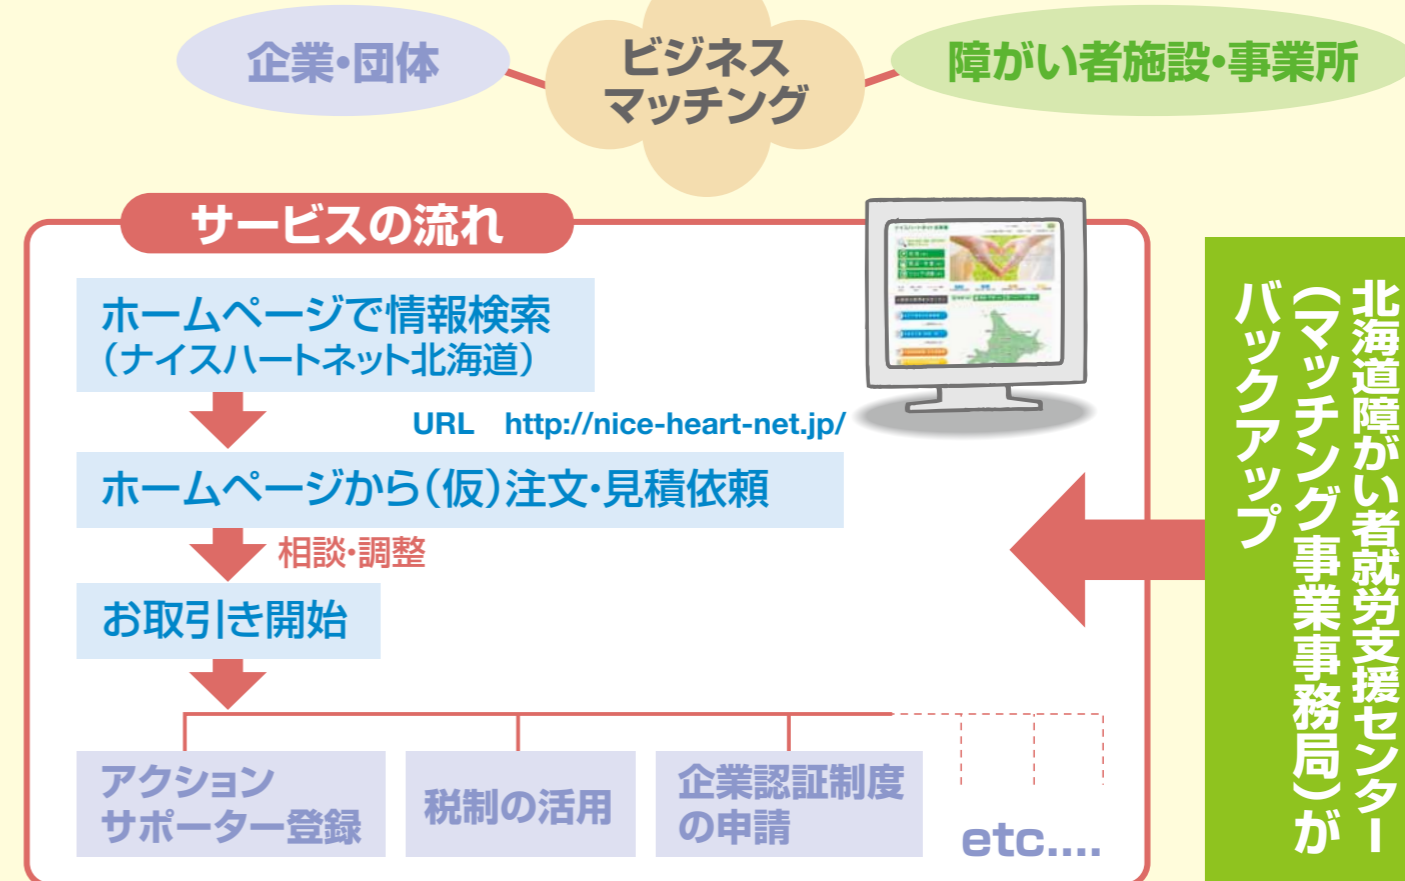 企業・団体
ビジネス
マッチング
障がい者施設・事業所
サービスの流れ
ホームページで情報検索
（ナイスハートネット北海道）
URL　http://nice-heart-net.jp/
ホームページから（仮）注文・見積依頼
相談・調整
お取引き開始
アクション
サポーター登録
税制の活用
企業認証制度
の申請
etc....
北海道障がい者就労支援センター
（マッチング事業事務局）が
バックアップ